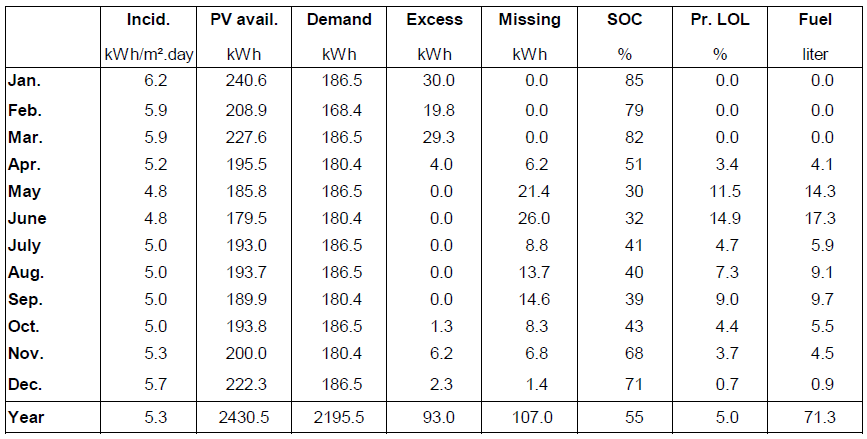 Incid. PV avail. Demand Excess Missing SOC Pr. LOL Fuel
kWh/m².day kWh kWh kWh kWh % % liter
Jan. 6.2 240.6 186.5 30.0 0.0 85 0.0 0.0
Feb. 5.9 208.9 168.4 19.8 0.0 79 0.0 0.0
Mar. 5.9 227.6 186.5 29.3 0.0 82 0.0 0.0
Apr. 5.2 195.5 180.4 4.0 6.2 51 3.4 4.1
May 4.8 185.8 186.5 0.0 21.4 30 11.5 14.3
June 4.8 179.5 180.4 0.0 26.0 32 14.9 17.3
July 5.0 193.0 186.5 0.0 8.8 41 4.7 5.9
Aug. 5.0 193.7 186.5 0.0 13.7 40 7.3 9.1
Sep. 5.0 189.9 180.4 0.0 14.6 39 9.0 9.7
Oct. 5.0 193.8 186.5 1.3 8.3 43 4.4 5.5
Nov. 5.3 200.0 180.4 6.2 6.8 68 3.7 4.5
Dec. 5.7 222.3 186.5 2.3 1.4 71 0.7 0.9
Year 5.3 2430.5 2195.5 93.0 107.0 55 5.0 71.3